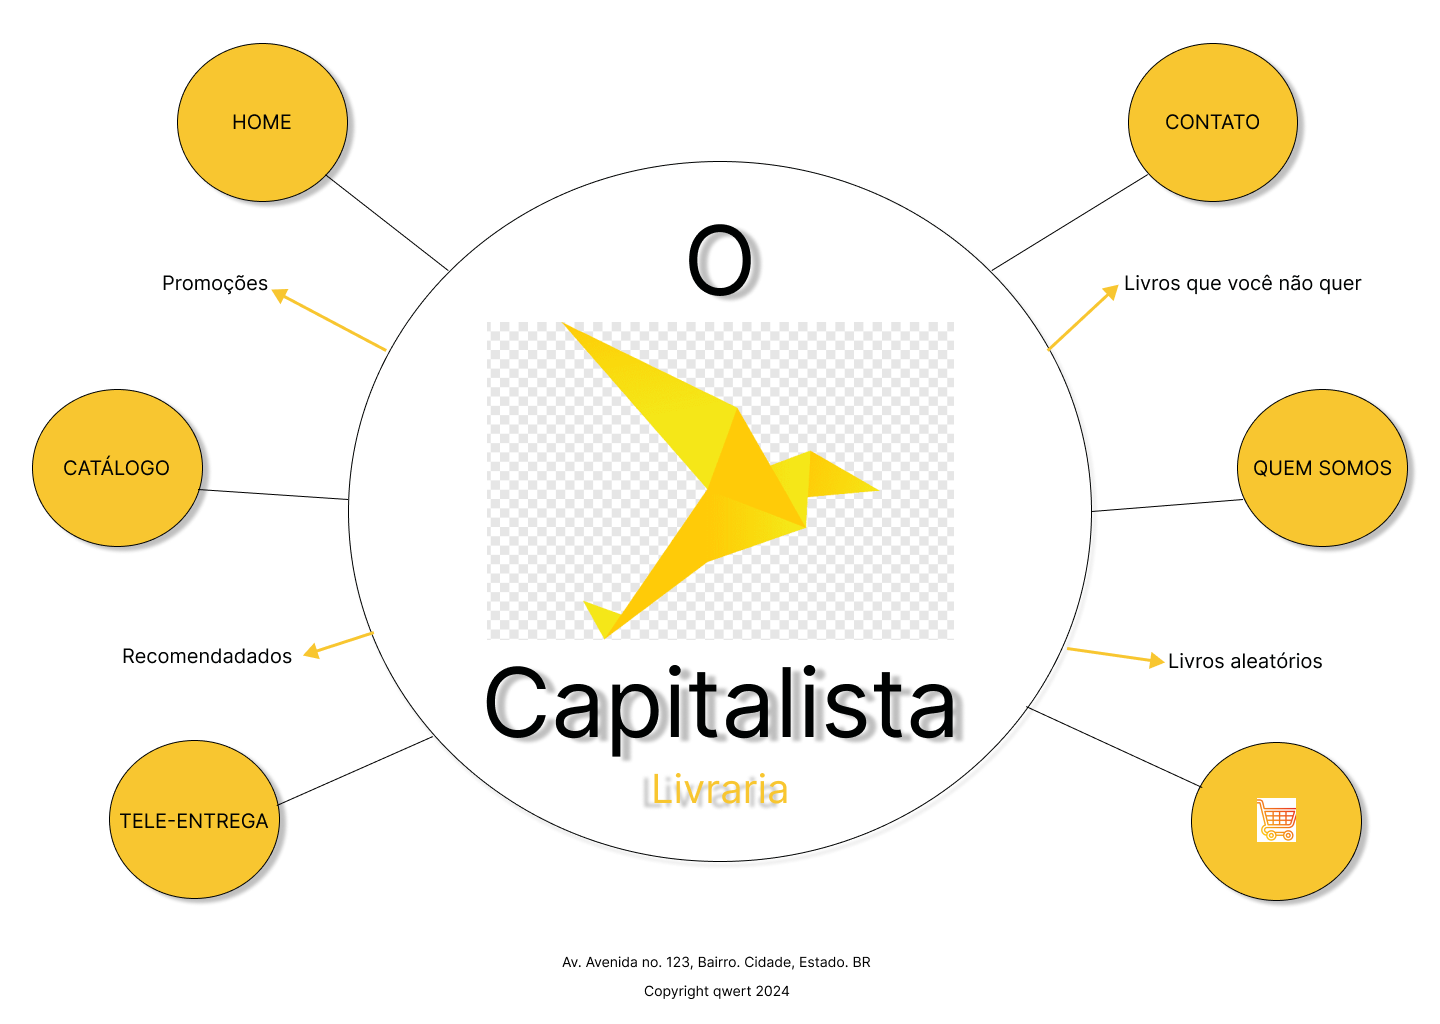 HOME
CONTATO
O
Promoções
Livros que você não quer
CATÁLOGO
QUEM SOMOS
Recomendadados
Livros aleatórios
Capitalista
Livraria
TELE-ENTREGA
Av. Avenida no. 123, Bairro. Cidade, Estado. BR
Copyright qwert 2024